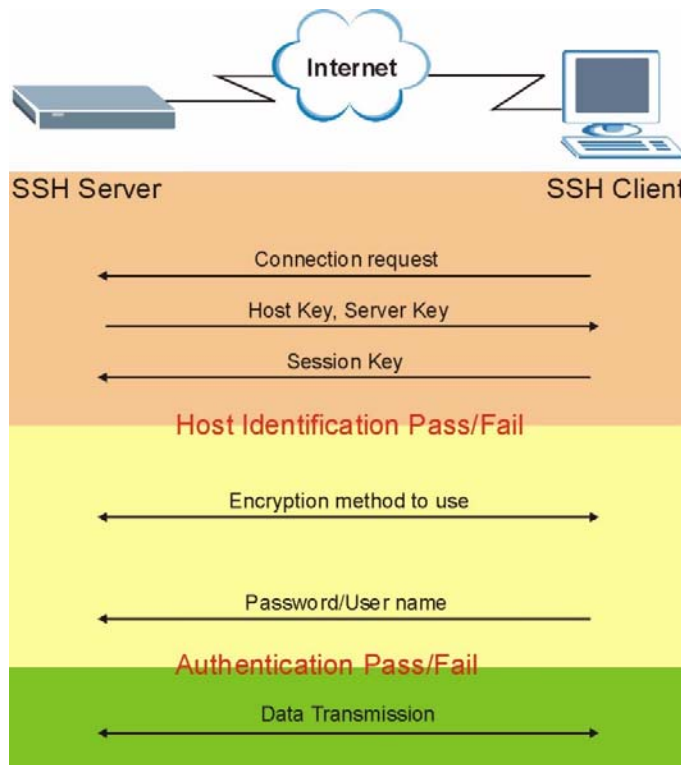 Internet
SSH Server
SSH Client
Connection request
Host Key, Server Key
Session Key
Host Identification Pass/Fail
Encryption method to use
Password/User name
Authentication Pass/Fail
Data Transmission